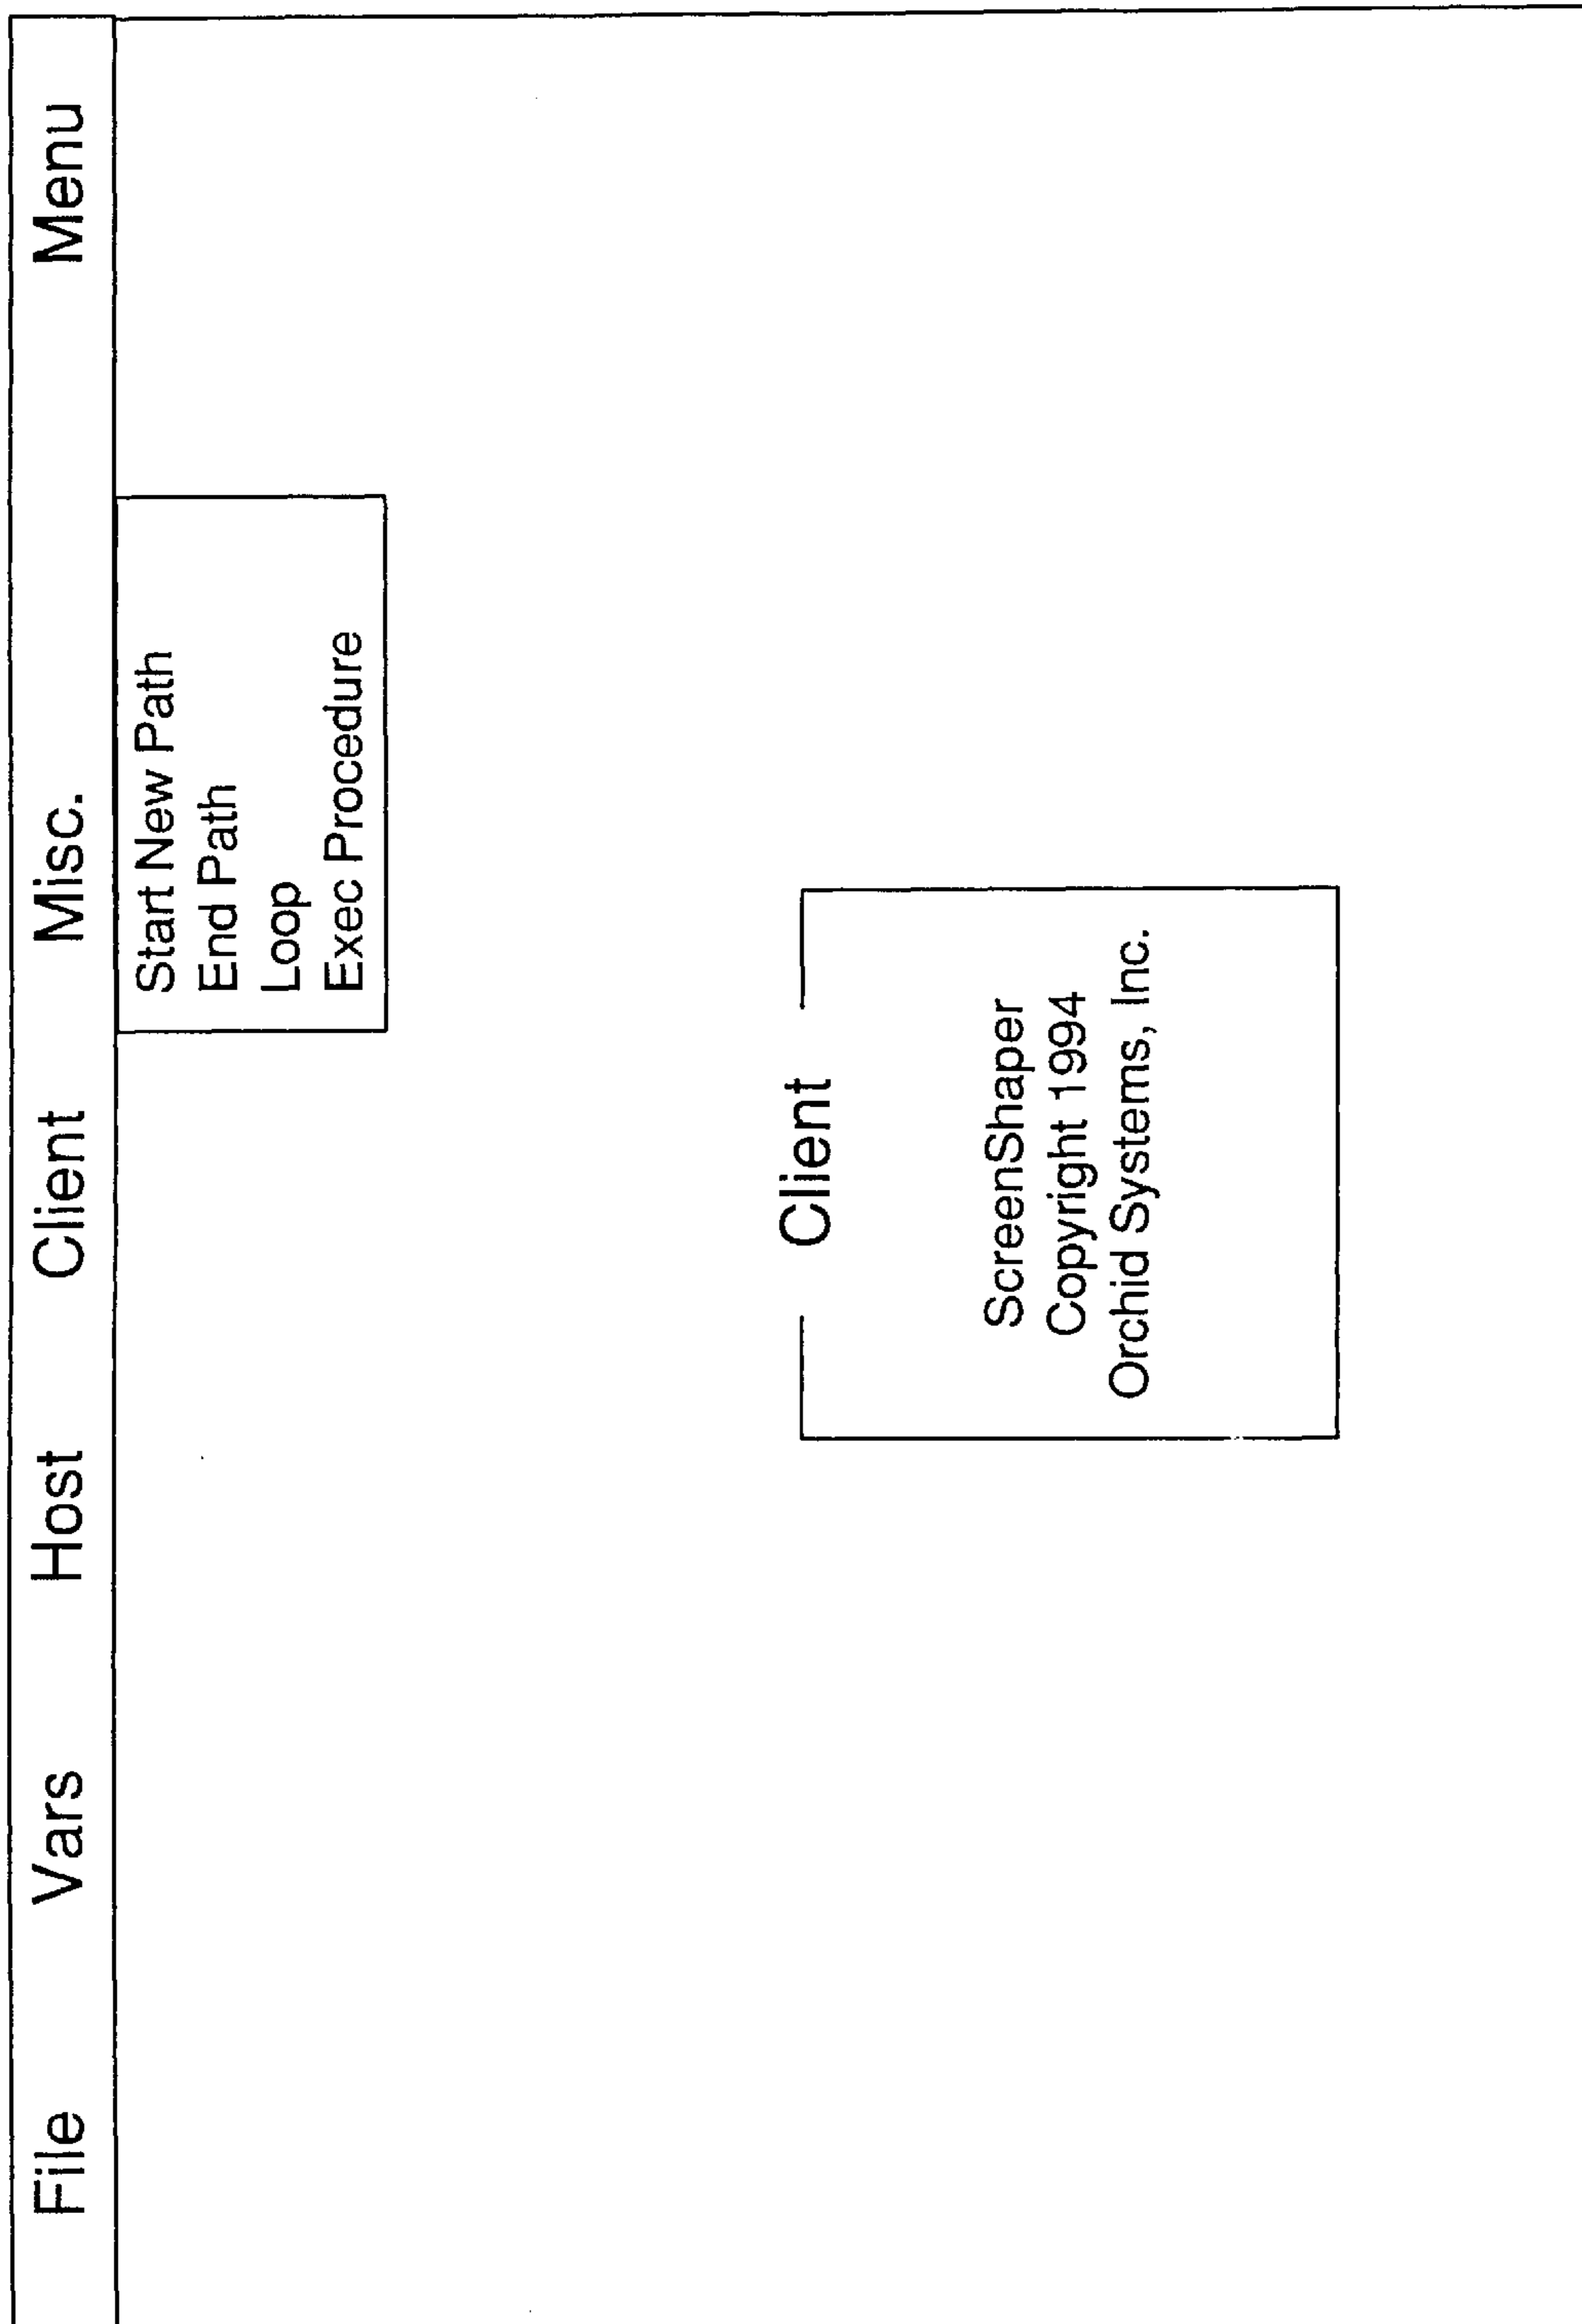 File Vars Host Client Misc. Menu
Start New Path
End Path
Loop
Exec Procedure
Client
ScreenShaper
Copyright 1994
Orchid Systems, Inc.